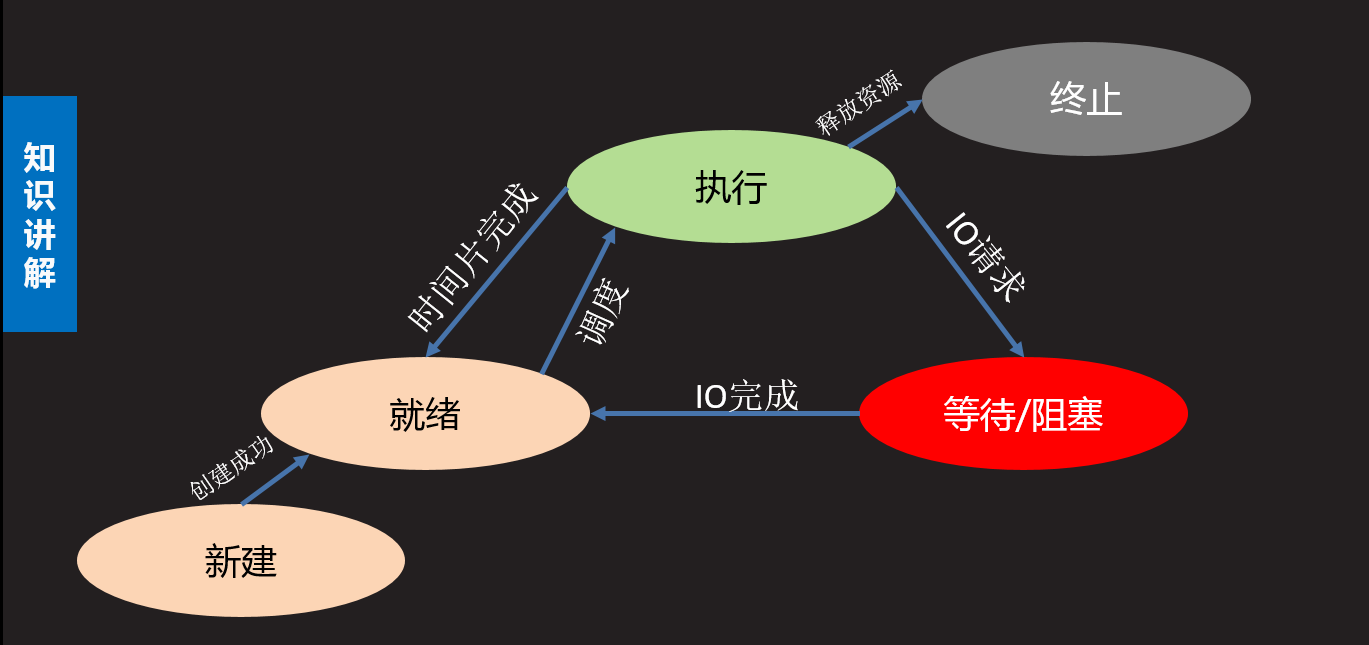 知识讲解
终止
释放资源
执行
时间片完成
IO请求
调度
就绪
IO完成
等待/阻塞
创建成功
新建